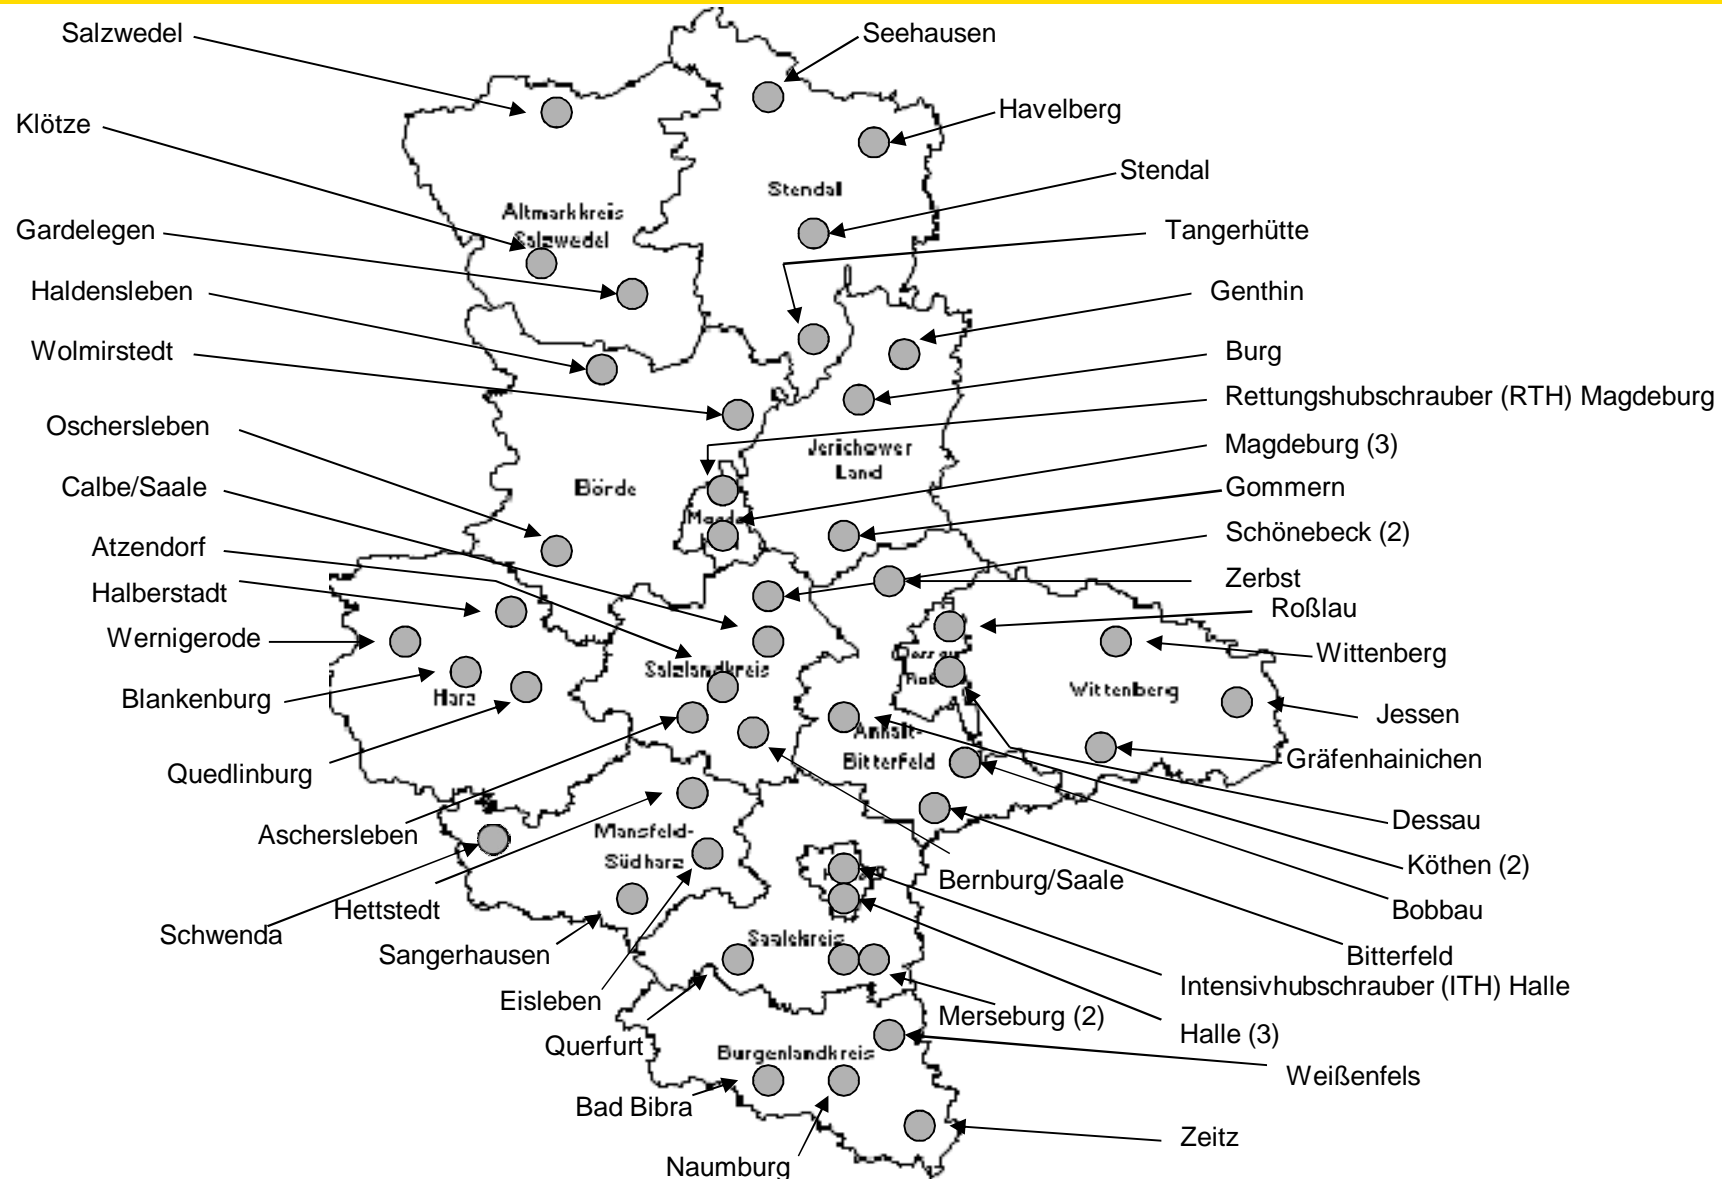 Salzwedel
Seehausen
Havelberg
Klötze
Stendal
Stendal
Altmarkkreis
Salzwedel
Gardelegen
Tangerhütte
Haldensleben
Genthin
Wolmirstedt
Burg
Rettungshubschrauber (RTH) Magdeburg
Oschersleben
Jerichower
Land
Magdeburg (3)
Calbe/Saale
Börde
Gommern
Schönebeck (2)
Atzendorf
Zerbst
Halberstadt
Roßlau
Wernigerode
Wittenberg
Salzlandkreis
Blankenburg
Harz
Wittenberg
Jessen
Anhalt-
Bitterfeld
Gräfenhainichen
Quedlinburg
Aschersleben
Mansfeld-
Südharz
Dessau
Köthen (2)
Bernburg/Saale
Hettstedt
Bobbau
Schwenda
Saalekreis
Sangerhausen
Bitterfeld
Intensivhubschrauber (ITH) Halle
Eisleben
Merseburg (2)
Halle (3)
Querfurt
Burgenlandkreis
Weißenfels
Bad Bibra
Zeitz
Naumburg